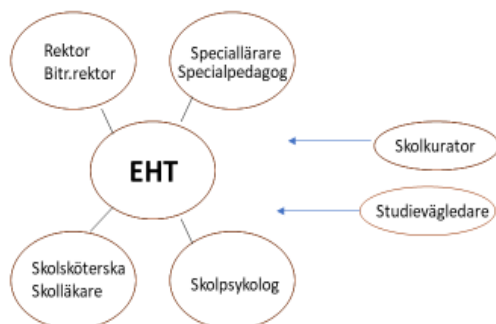 Rektor
Bitr.rektor
Speciallärare
Specialpedagog
EHT
Skolkurator
Studievägledare
Skolsköterska
Skolläkare
Skolpsykolog